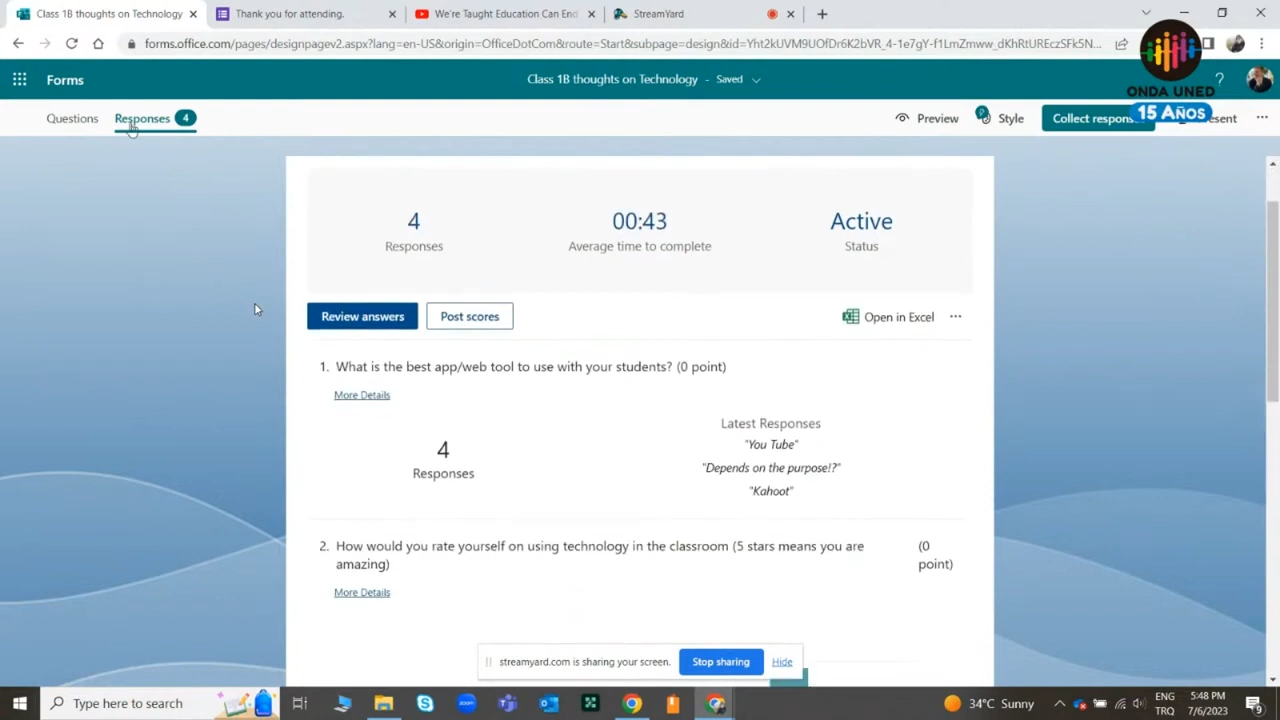 Class 1B thoughts on Technology
Thank you for attending.
We're Taught Education Can End
StreamYard
forms.office.com/pages/designpagev2.aspx?lang=en-US&origin=OfficeDotCom&route=Start&subpage=design&id=Yht2kUVM9UOfDr6K2bVR_4-1e7gY-f1LmZmww_dKhRtUREczSFk5N...
ONDA UNED
15 AÑOS
Forms
Class 1B thoughts on Technology - Saved
?
Questions
Responses 4
Preview
Style
Collect respon
esent
4
Responses
00:43
Average time to complete
Active
Status
Review answers
Post scores
Open in Excel
1. What is the best app/web tool to use with your students? (0 point)
More Details
4
Responses
Latest Responses
"You Tube"
"Depends on the purpose!?"
"Kahoot"
2. How would you rate yourself on using technology in the classroom (5 stars means you are amazing) (0 point)
More Details
streamyard.com is sharing your screen.
Stop sharing
Hide
Type here to search
34°C Sunny
ENG
TRQ
5:48 PM
7/6/2023
9